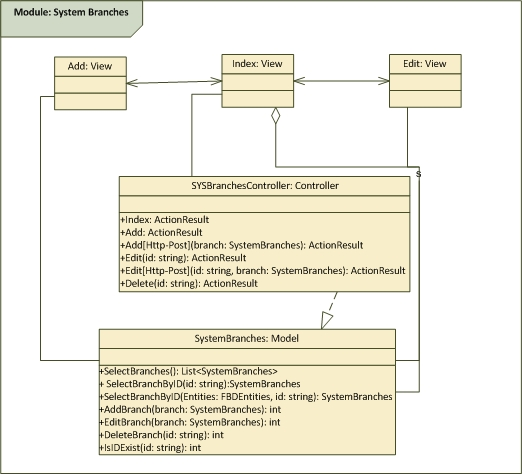 Module: System Branches
Add: View
Index: View
Edit: View
s
SYSBranchesController: Controller
+Index: ActionResult
+Add: ActionResult
+Add[Http-Post](branch: SystemBranches): ActionResult
+Edit(id: string): ActionResult
+Edit[Http-Post](id: string, branch: SystemBranches): ActionResult
+Delete(id: string): ActionResult
SystemBranches: Model
+SelectBranches(): List<SystemBranches>
+ SelectBranchByID(id: string):SystemBranches
+SelectBranchByID(Entities: FBDEntities, id: string): SystemBranches
+AddBranch(branch: SystemBranches): int
+EditBranch(branch: SystemBranches): int
+DeleteBranch(id: string): int
+IsIDExist(id: string): int